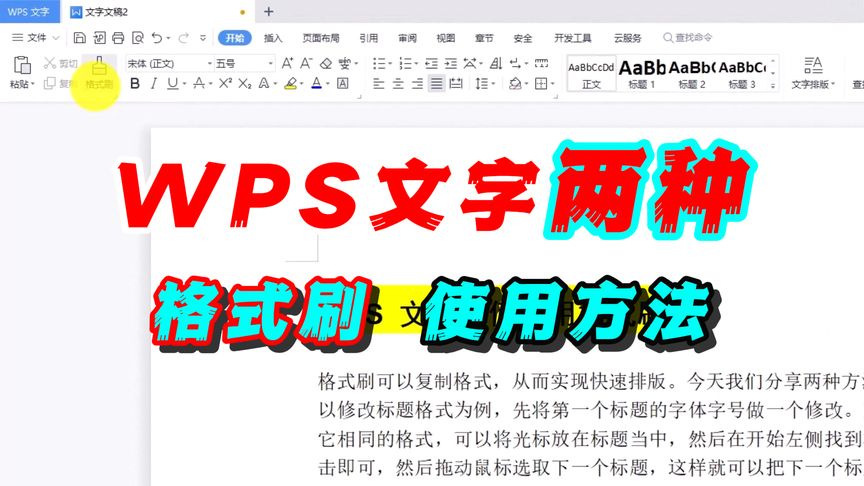 WPS 文字 文字文稿2 +
文件 开始 插入 页面布局 引用 审阅 视图 章节 安全 开发工具 云服务 查找命令
剪切 宋体 (正文) 五号 A+ A- AaBbCcDd AaBb AaBb( AaBbC
粘贴 复制 格式刷 B I U A X² X₂ A A A 正文 标题 1 标题 2 标题 3 文字排版
WPS文字两种
格式刷 使用方法
格式刷可以复制格式，从而实现快速排版。今天我们分享两种方
以修改标题格式为例，先将第一个标题的字体字号做一个修改。
它相同的格式，可以将光标放在标题当中，然后在开始左侧找到
击即可，然后拖动鼠标选取下一个标题，这样就可以把下一个标